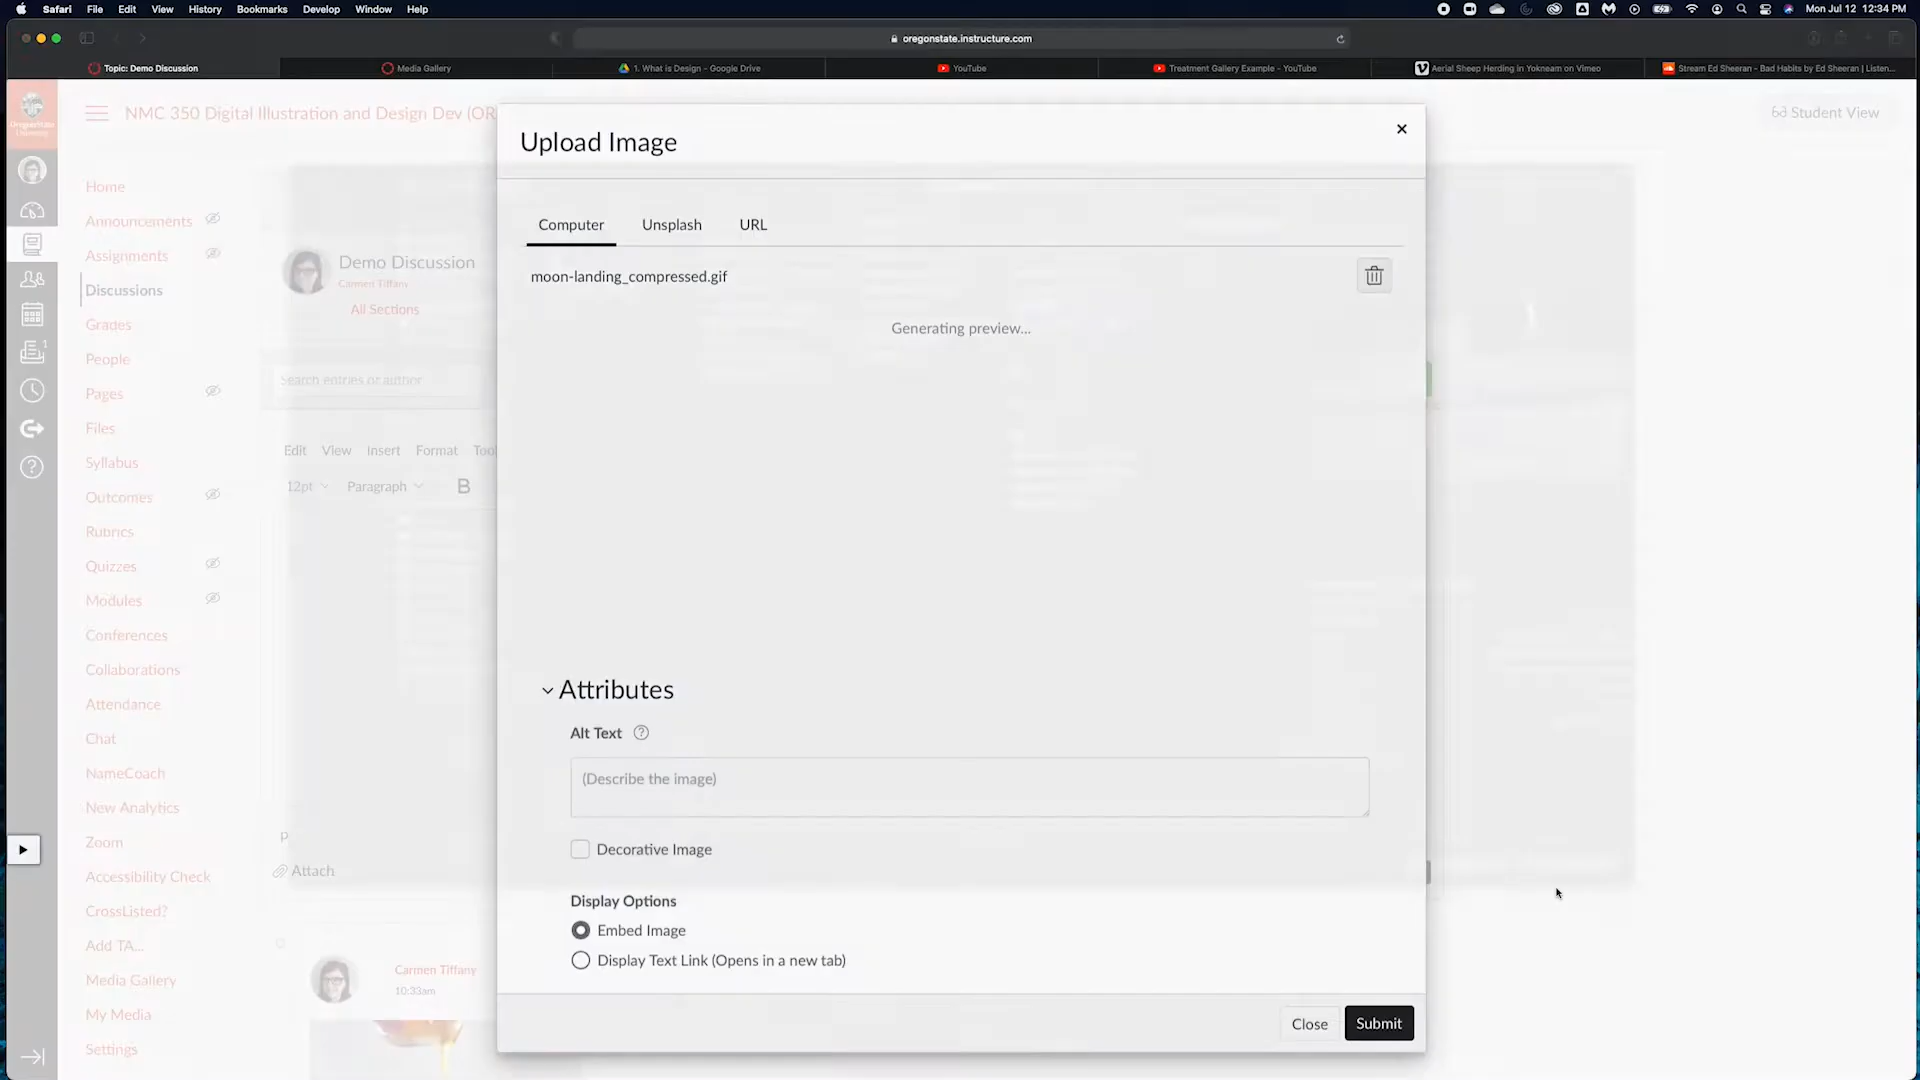 Safari File Edit View History Bookmarks Develop Window Help
Mon Jul 12 12:34 PM
oregonstate.instructure.com
Topic: Demo Discussion
Media Gallery
1. What is Design - Google Drive
YouTube
Treatment Gallery Example - YouTube
Aerial Sheep Herding in Yokneam on Vimeo
Stream Ed Sheeran - Bad Habits by Ed Sheeran | Listen...
NMC 350 Digital Illustration and Design Dev (OR
Student View
Oregon State
University
Home
Announcements
Assignments
Discussions
Grades
People
Pages
Files
Syllabus
Outcomes
Rubrics
Quizzes
Modules
Conferences
Collaborations
Attendance
Chat
NameCoach
New Analytics
Zoom
Accessibility Check
CrossListed?
Add TA...
Media Gallery
My Media
Settings
1
Demo Discussion
Carmen Tiffany
All Sections
Search entries or author
Edit View Insert Format Tool
12pt Paragraph B
p
Attach
Carmen Tiffany
10:33am
Upload Image
Computer Unsplash URL
moon-landing_compressed.gif
Generating preview...
Attributes
Alt Text ?
(Describe the image)
Decorative Image
Display Options
Embed Image
Display Text Link (Opens in a new tab)
Close Submit